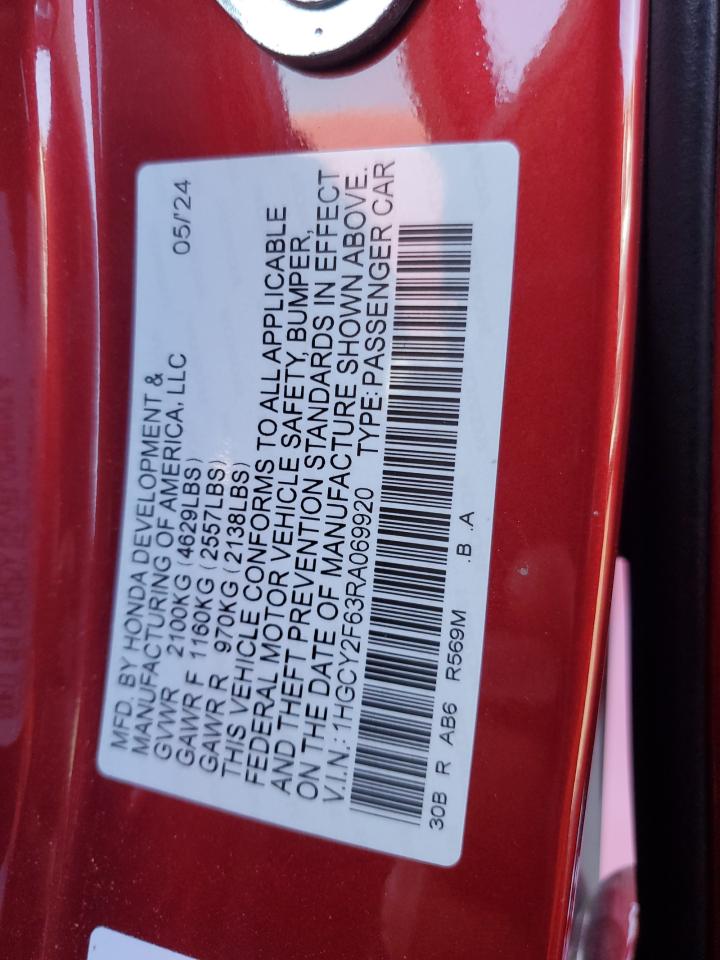 MFD. BY HONDA DEVELOPMENT & 05/'24
MANUFACTURING OF AMERICA, LLC
GVWR 2100KG (4629LBS)
GAWR F 1160KG (2557LBS)
GAWR R 970KG (2138LBS)
THIS VEHICLE CONFORMS TO ALL APPLICABLE
FEDERAL MOTOR VEHICLE SAFETY, BUMPER,
AND THEFT PREVENTION STANDARDS IN EFFECT
ON THE DATE OF MANUFACTURE SHOWN ABOVE.
V.I.N.: 1HGCY2F63RA069920 TYPE: PASSENGER CAR
30B R AB6 R569M .B .A